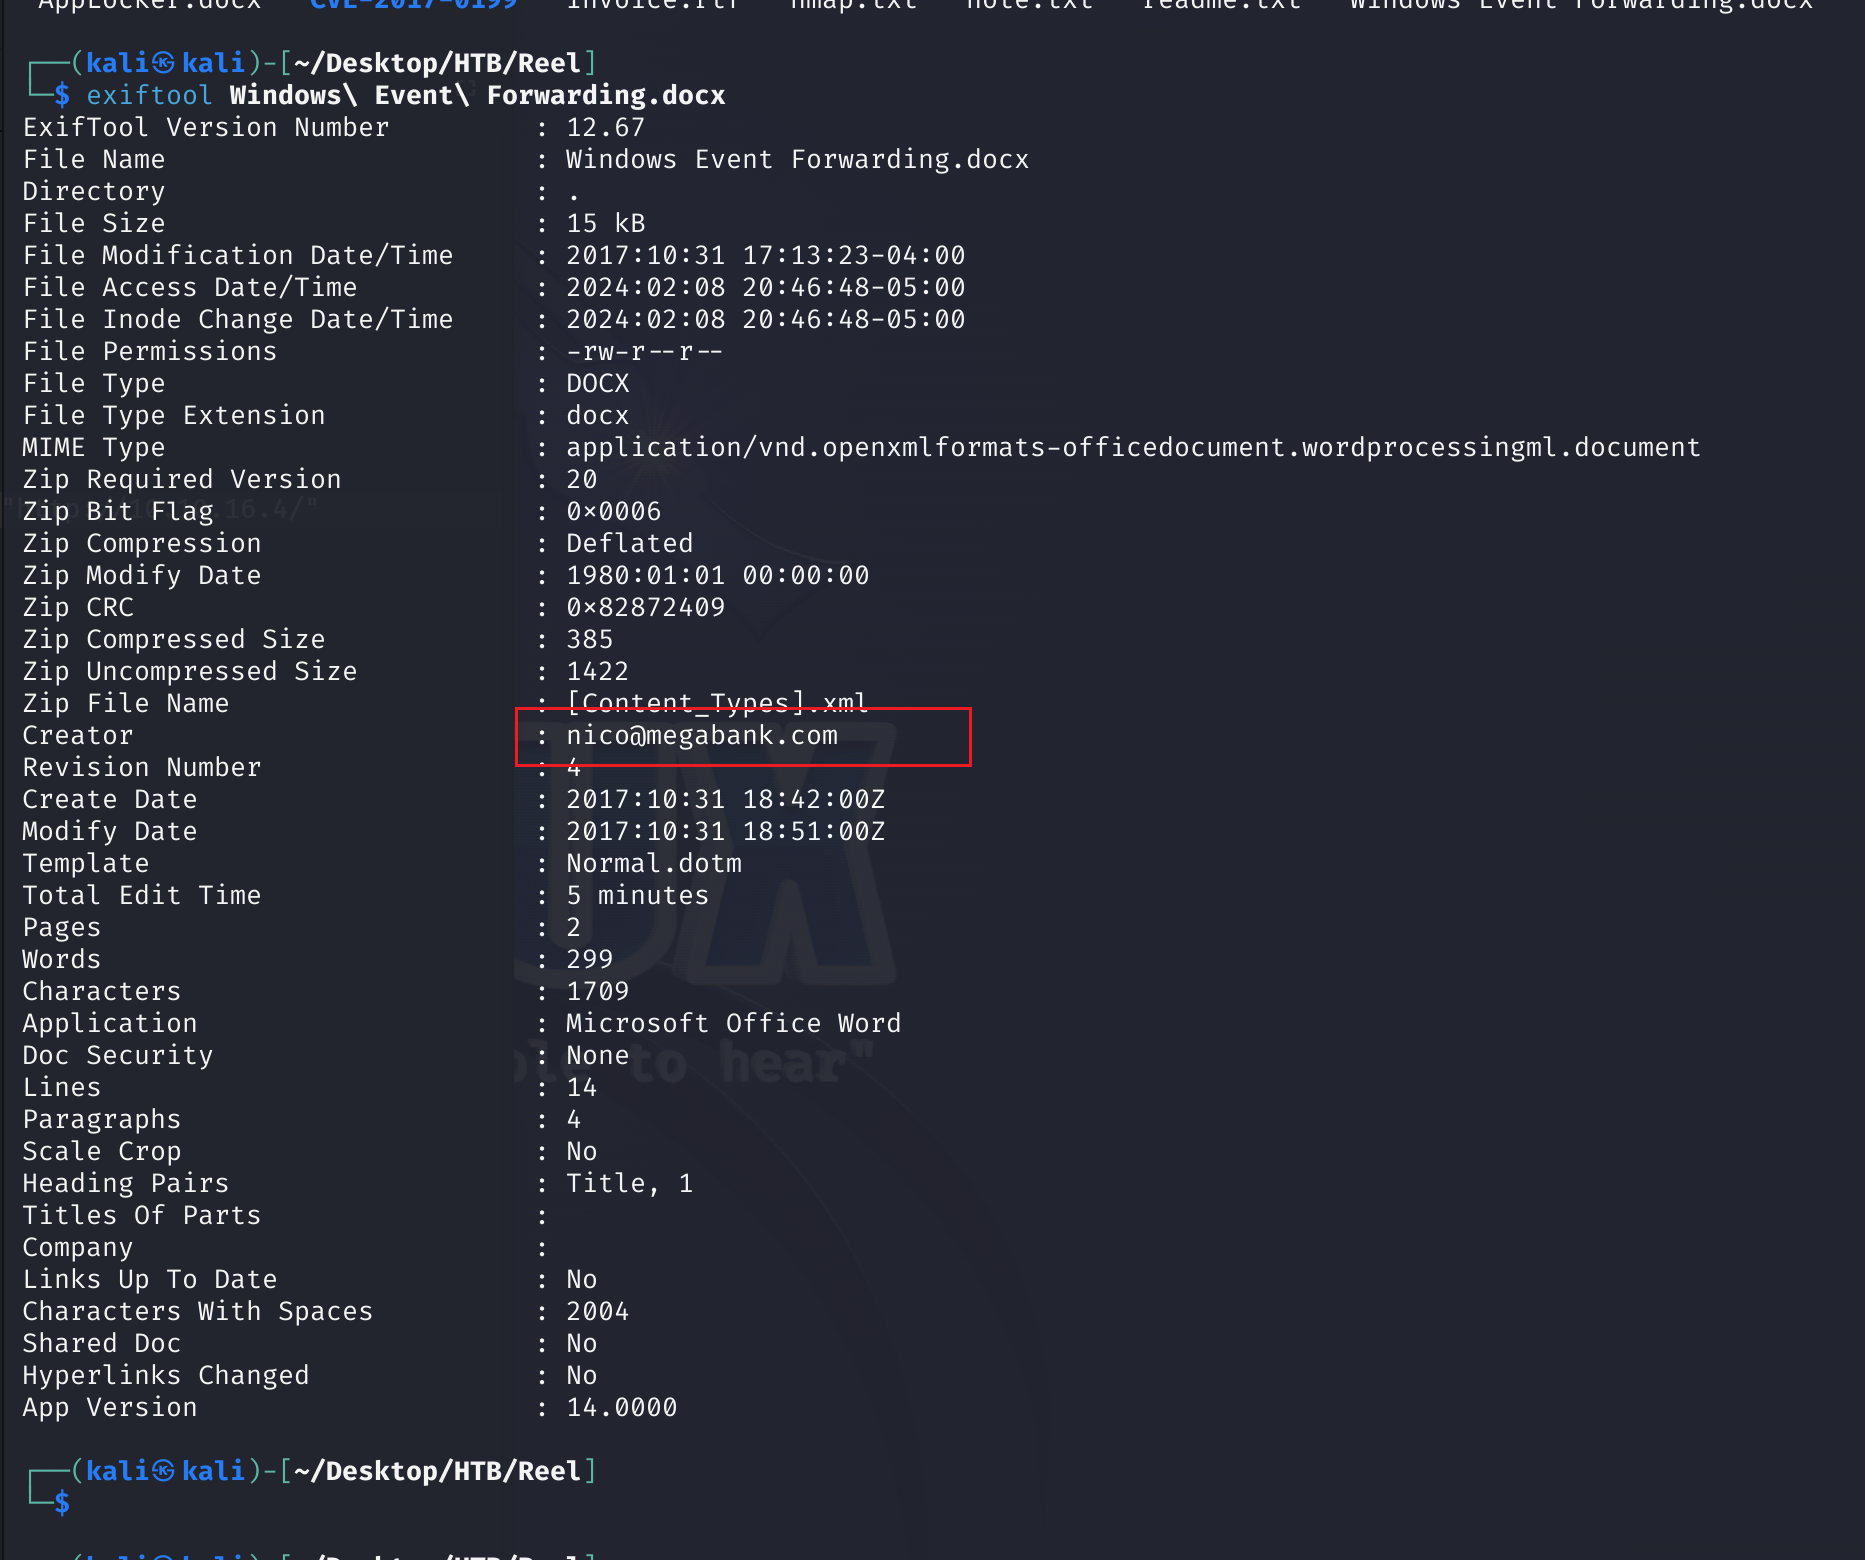 AppLocker.docx   CVE-2017-0199   invoice.rtf   nmap.txt   note.txt   readme.txt   Windows Event Forwarding.docx
┌──(kali㉿kali)-[~/Desktop/HTB/Reel]
└─$ exiftool Windows\ Event\ Forwarding.docx
ExifTool Version Number         : 12.67
File Name                       : Windows Event Forwarding.docx
Directory                       : .
File Size                       : 15 kB
File Modification Date/Time     : 2017:10:31 17:13:23-04:00
File Access Date/Time           : 2024:02:08 20:46:48-05:00
File Inode Change Date/Time     : 2024:02:08 20:46:48-05:00
File Permissions                : -rw-r--r--
File Type                       : DOCX
File Type Extension             : docx
MIME Type                       : application/vnd.openxmlformats-officedocument.wordprocessingml.document
Zip Required Version            : 20
Zip Bit Flag                    : 0x0006
Zip Compression                 : Deflated
Zip Modify Date                 : 1980:01:01 00:00:00
Zip CRC                         : 0x82872409
Zip Compressed Size             : 385
Zip Uncompressed Size           : 1422
Zip File Name                   : [Content_Types].xml
Creator                         : nico@megabank.com
Revision Number                 : 4
Create Date                     : 2017:10:31 18:42:00Z
Modify Date                     : 2017:10:31 18:51:00Z
Template                        : Normal.dotm
Total Edit Time                 : 5 minutes
Pages                           : 2
Words                           : 299
Characters                      : 1709
Application                     : Microsoft Office Word
Doc Security                    : None
to hear"
Lines                           : 14
Paragraphs                      : 4
Scale Crop                      : No
Heading Pairs                   : Title, 1
Titles Of Parts                 :
Company                         :
Links Up To Date                : No
Characters With Spaces          : 2004
Shared Doc                      : No
Hyperlinks Changed              : No
App Version                     : 14.0000
┌──(kali㉿kali)-[~/Desktop/HTB/Reel]
└─$
(kali㉿kali)-[~/Desktop/HTB/Reel]